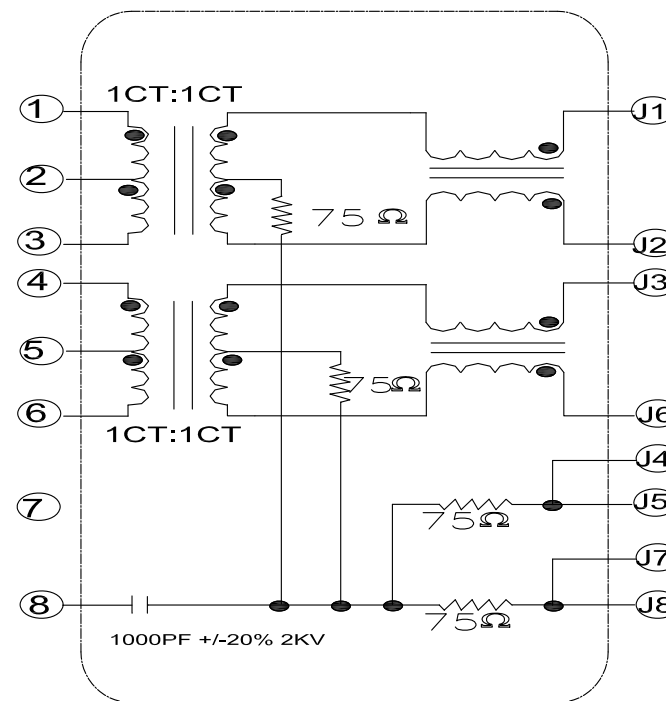 1CT:1CT
1
J1
2
75Ω
3
J2
4
J3
5
75Ω
6
J6
1CT:1CT
J4
7
J5
75Ω
J7
8
J8
75Ω
1000PF +/-20% 2KV